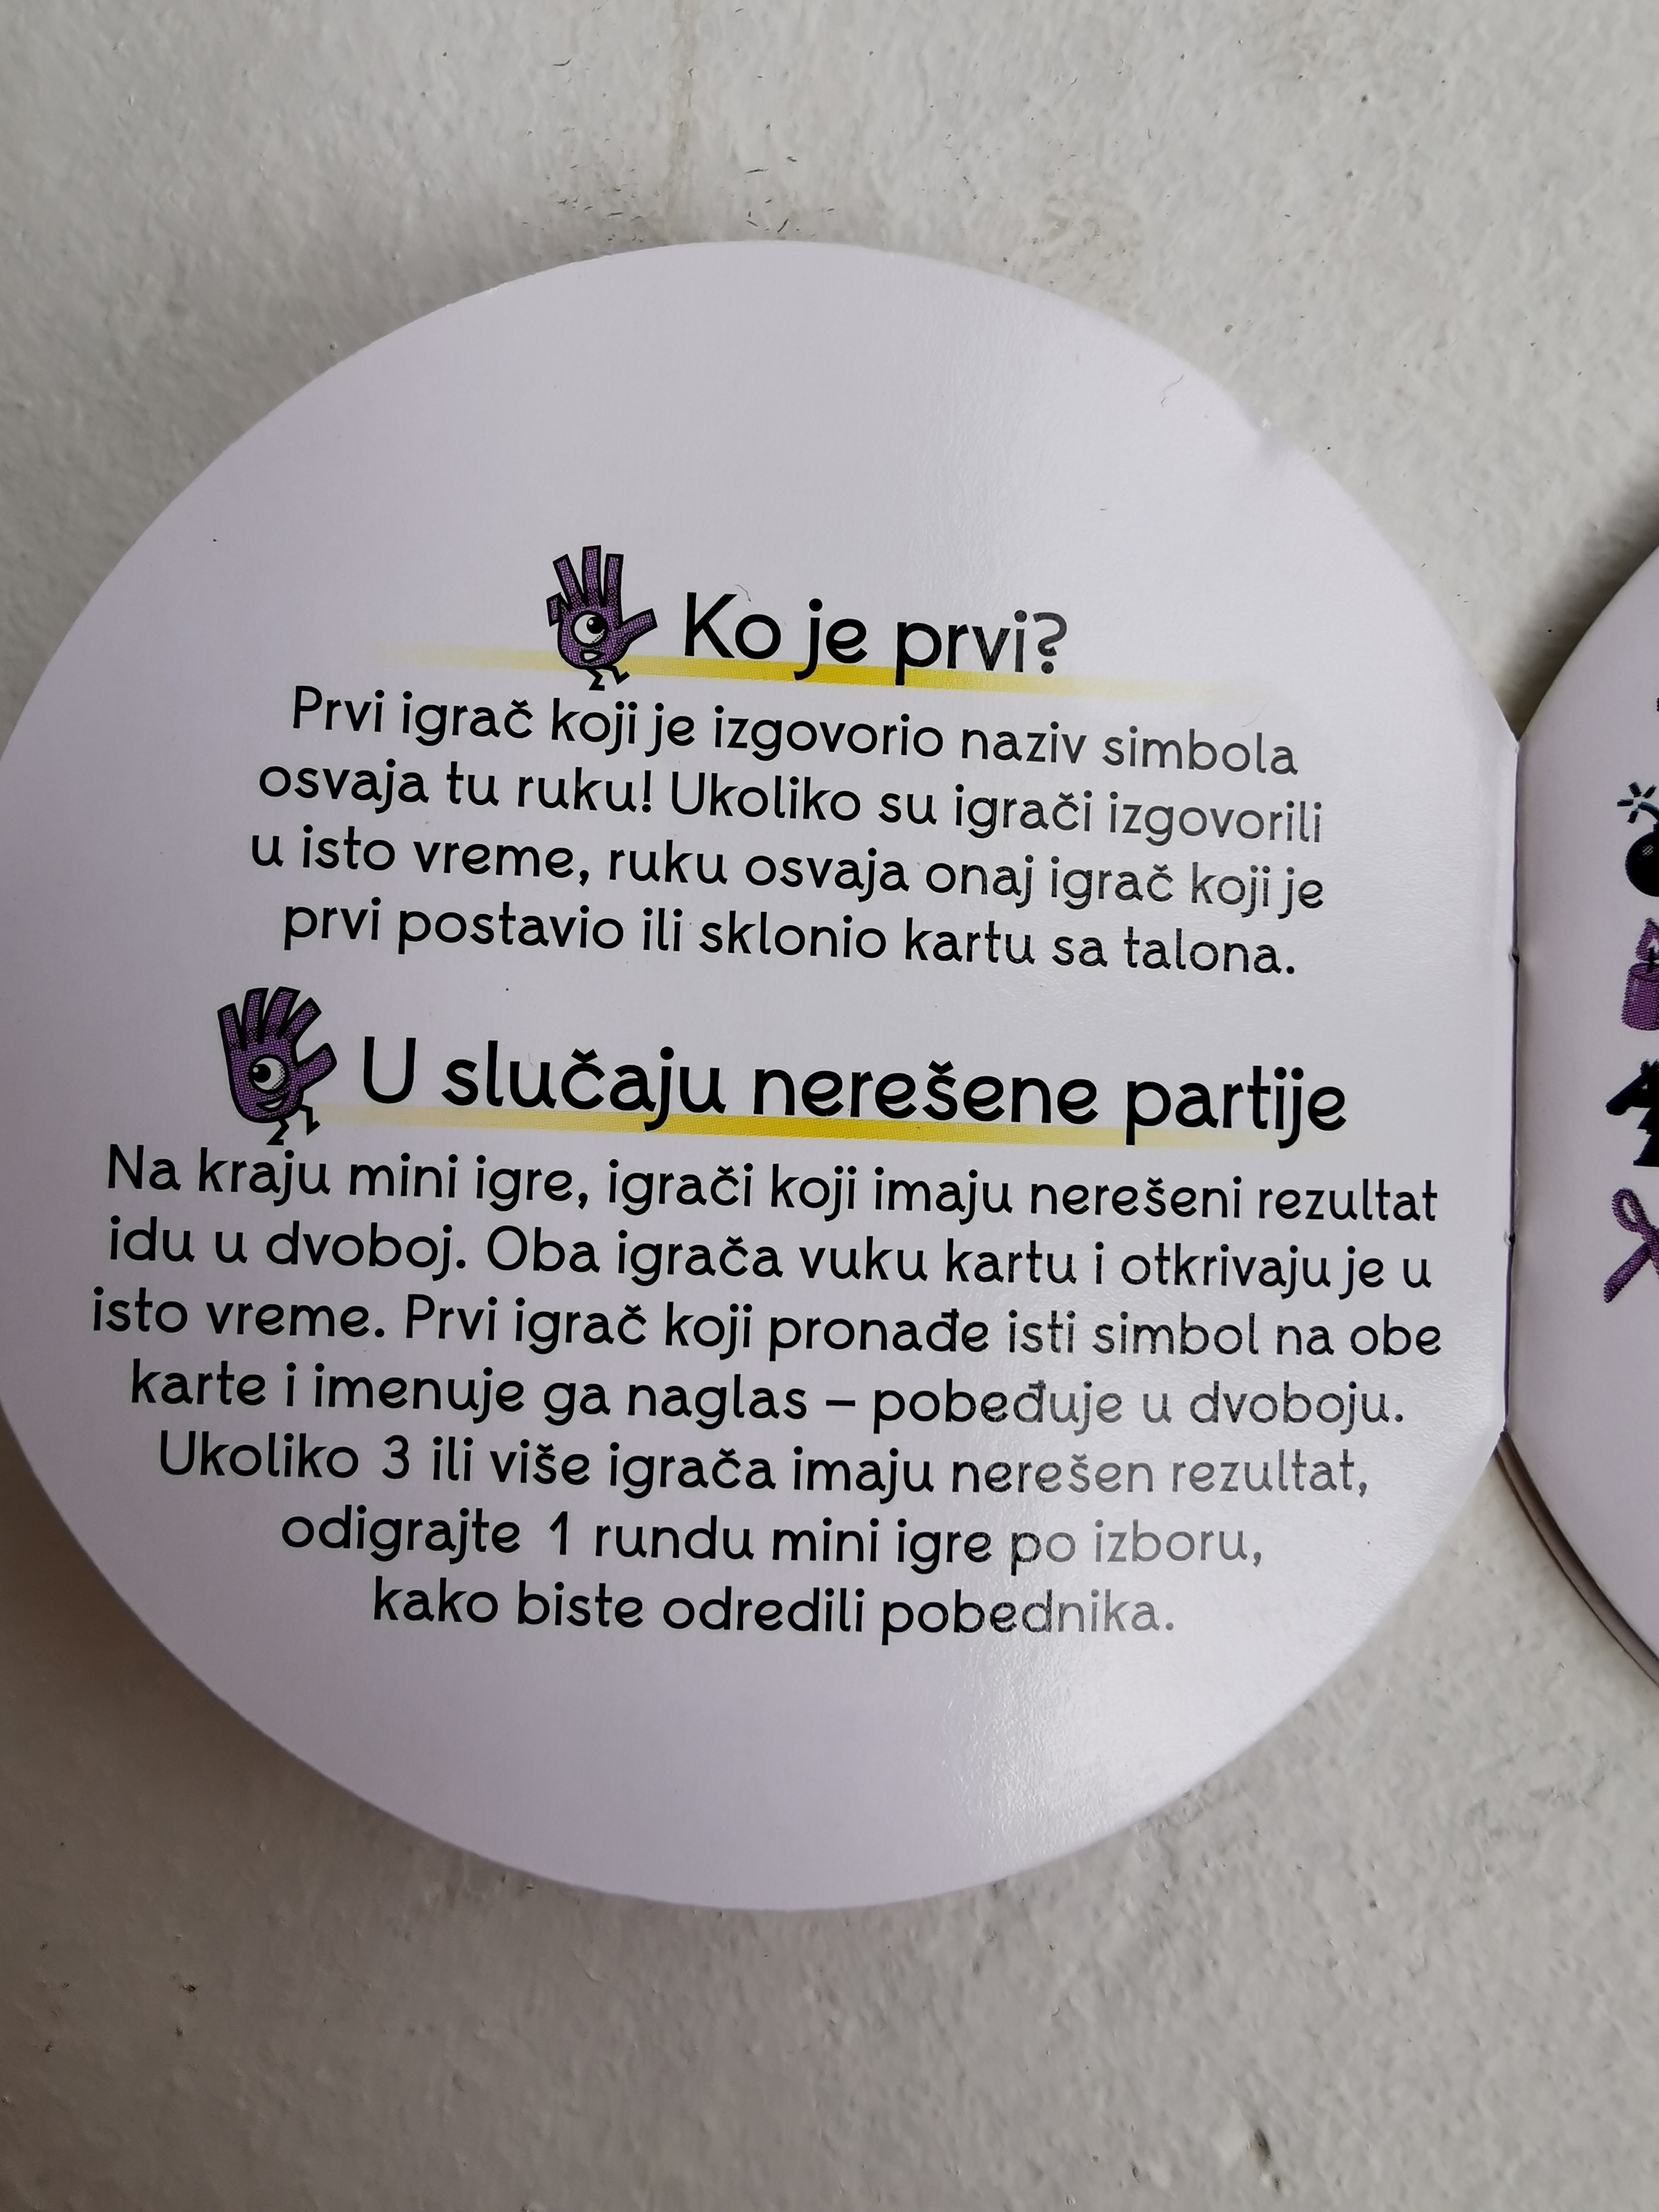 Ko je prvi?
Prvi igrač koji je izgovorio naziv simbola
osvaja tu ruku! Ukoliko su igrači izgovorili
u isto vreme, ruku osvaja onaj igrač koji je
prvi postavio ili sklonio kartu sa talona.
U slučaju nerešene partije
Na kraju mini igre, igrači koji imaju nerešeni rezultat
idu u dvoboj. Oba igrača vuku kartu i otkrivaju je u
isto vreme. Prvi igrač koji pronađe isti simbol na obe
karte i imenuje ga naglas – pobeđuje u dvoboju.
Ukoliko 3 ili više igrača imaju nerešen rezultat,
odigrajte 1 rundu mini igre po izboru,
kako biste odredili pobednika.